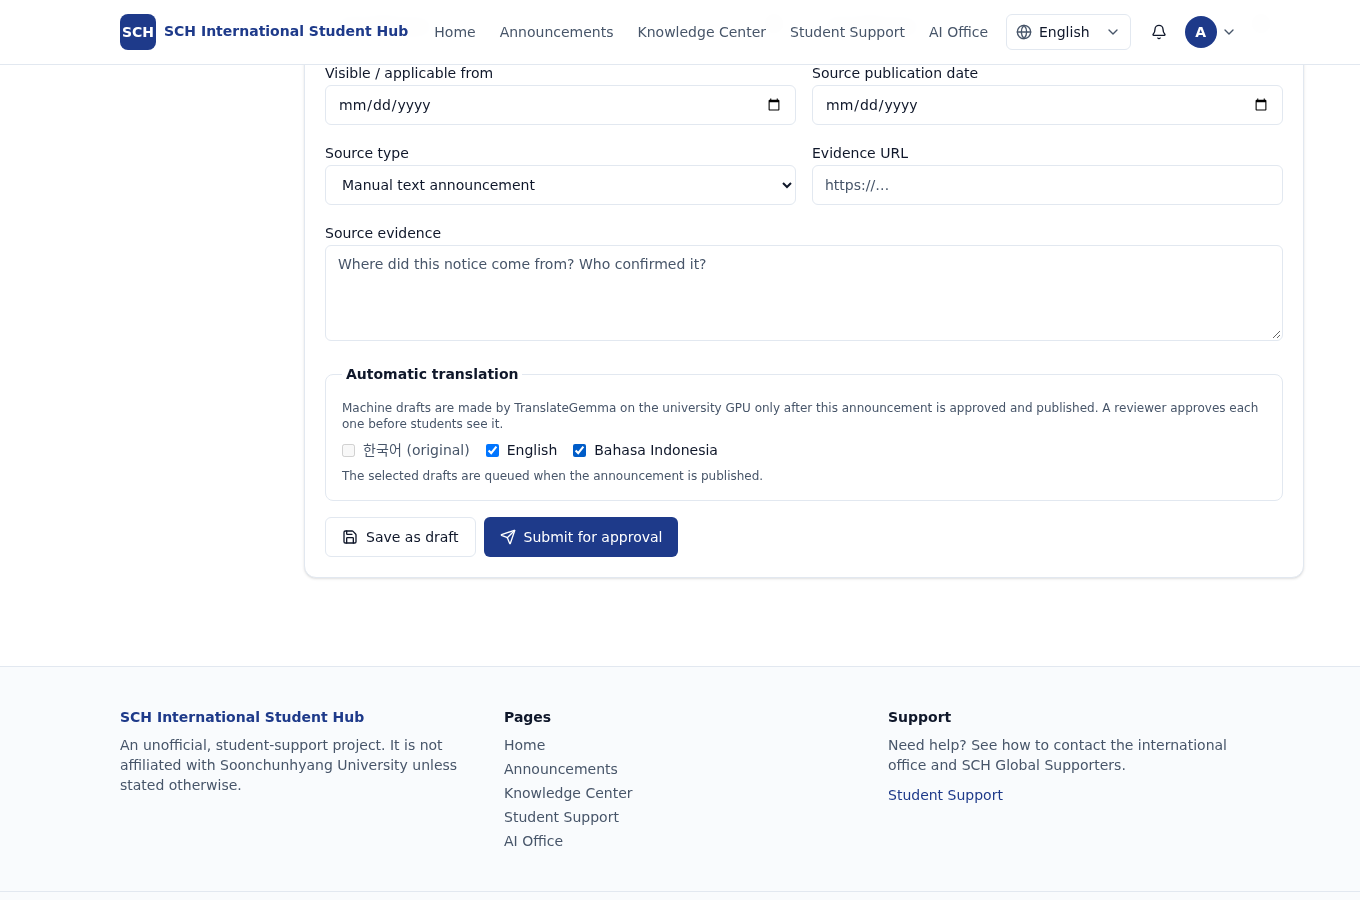 SCH
SCH International Student Hub
Home
Announcements
Knowledge Center
Student Support
AI Office
English
A
Visible / applicable from
Source publication date
mm/dd/yyyy
mm/dd/yyyy
Source type
Evidence URL
Manual text announcement
https://...
Source evidence
Where did this notice come from? Who confirmed it?
Automatic translation
Machine drafts are made by TranslateGemma on the university GPU only after this announcement is approved and published. A reviewer approves each
one before students see it.
한국어 (original)
English
Bahasa Indonesia
The selected drafts are queued when the announcement is published.
Save as draft
Submit for approval
SCH International Student Hub
An unofficial, student-support project. It is not
affiliated with Soonchunhyang University unless
stated otherwise.
Pages
Home
Announcements
Knowledge Center
Student Support
AI Office
Support
Need help? See how to contact the international
office and SCH Global Supporters.
Student Support